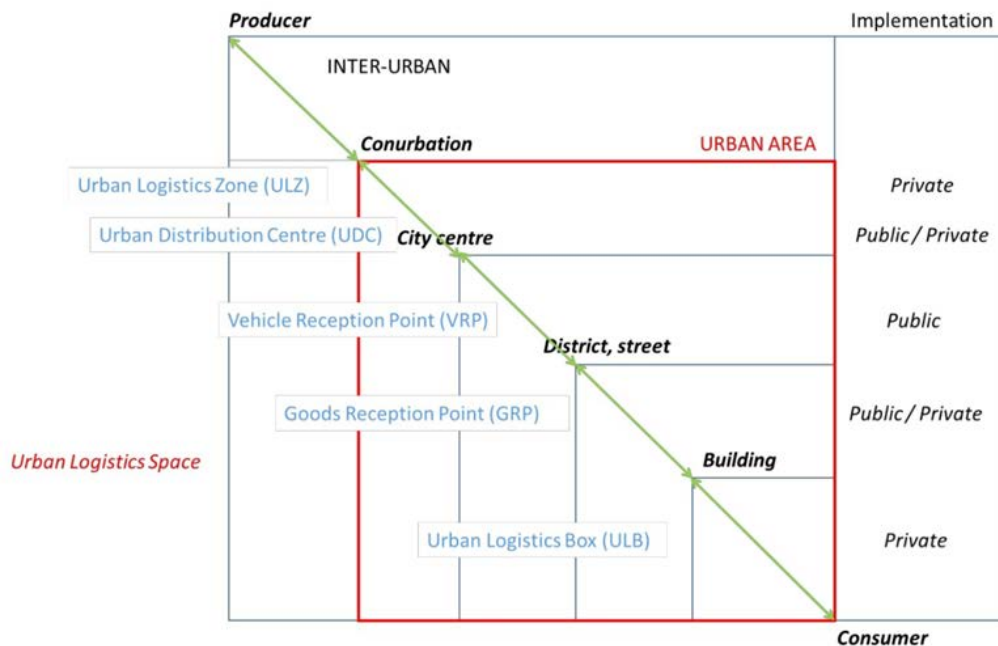 Producer
Implementation
INTER-URBAN
Conurbation
URBAN AREA
Urban Logistics Zone (ULZ)
Private
Urban Distribution Centre (UDC)
City centre
Public / Private
Vehicle Reception Point (VRP)
Public
District, street
Goods Reception Point (GRP)
Public / Private
Urban Logistics Space
Building
Urban Logistics Box (ULB)
Private
Consumer